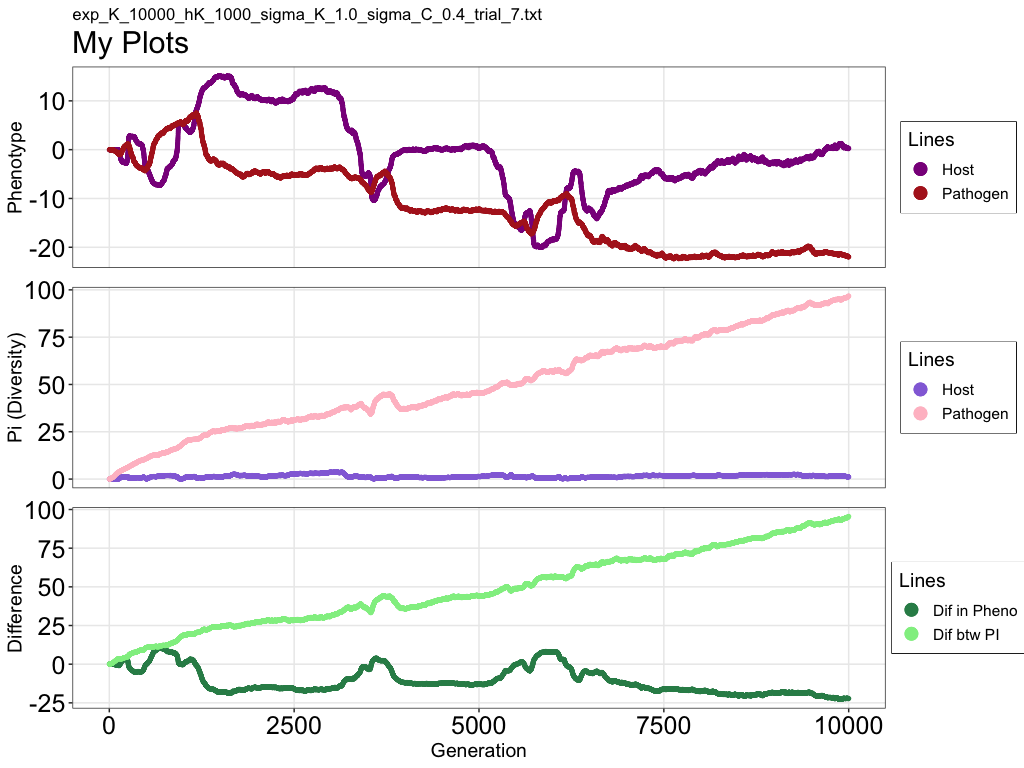 exp_K_10000_hK_1000_sigma_K_1.0_sigma_C_0.4_trial_7.txt
My Plots
Phenotype
10
0
-10
-20
Lines
Host
Pathogen
Pi (Diversity)
100
75
50
25
0
Lines
Host
Pathogen
Difference
100
75
50
25
0
-25
Lines
Dif in Pheno
Dif btw PI
0 2500 5000 7500 10000
Generation